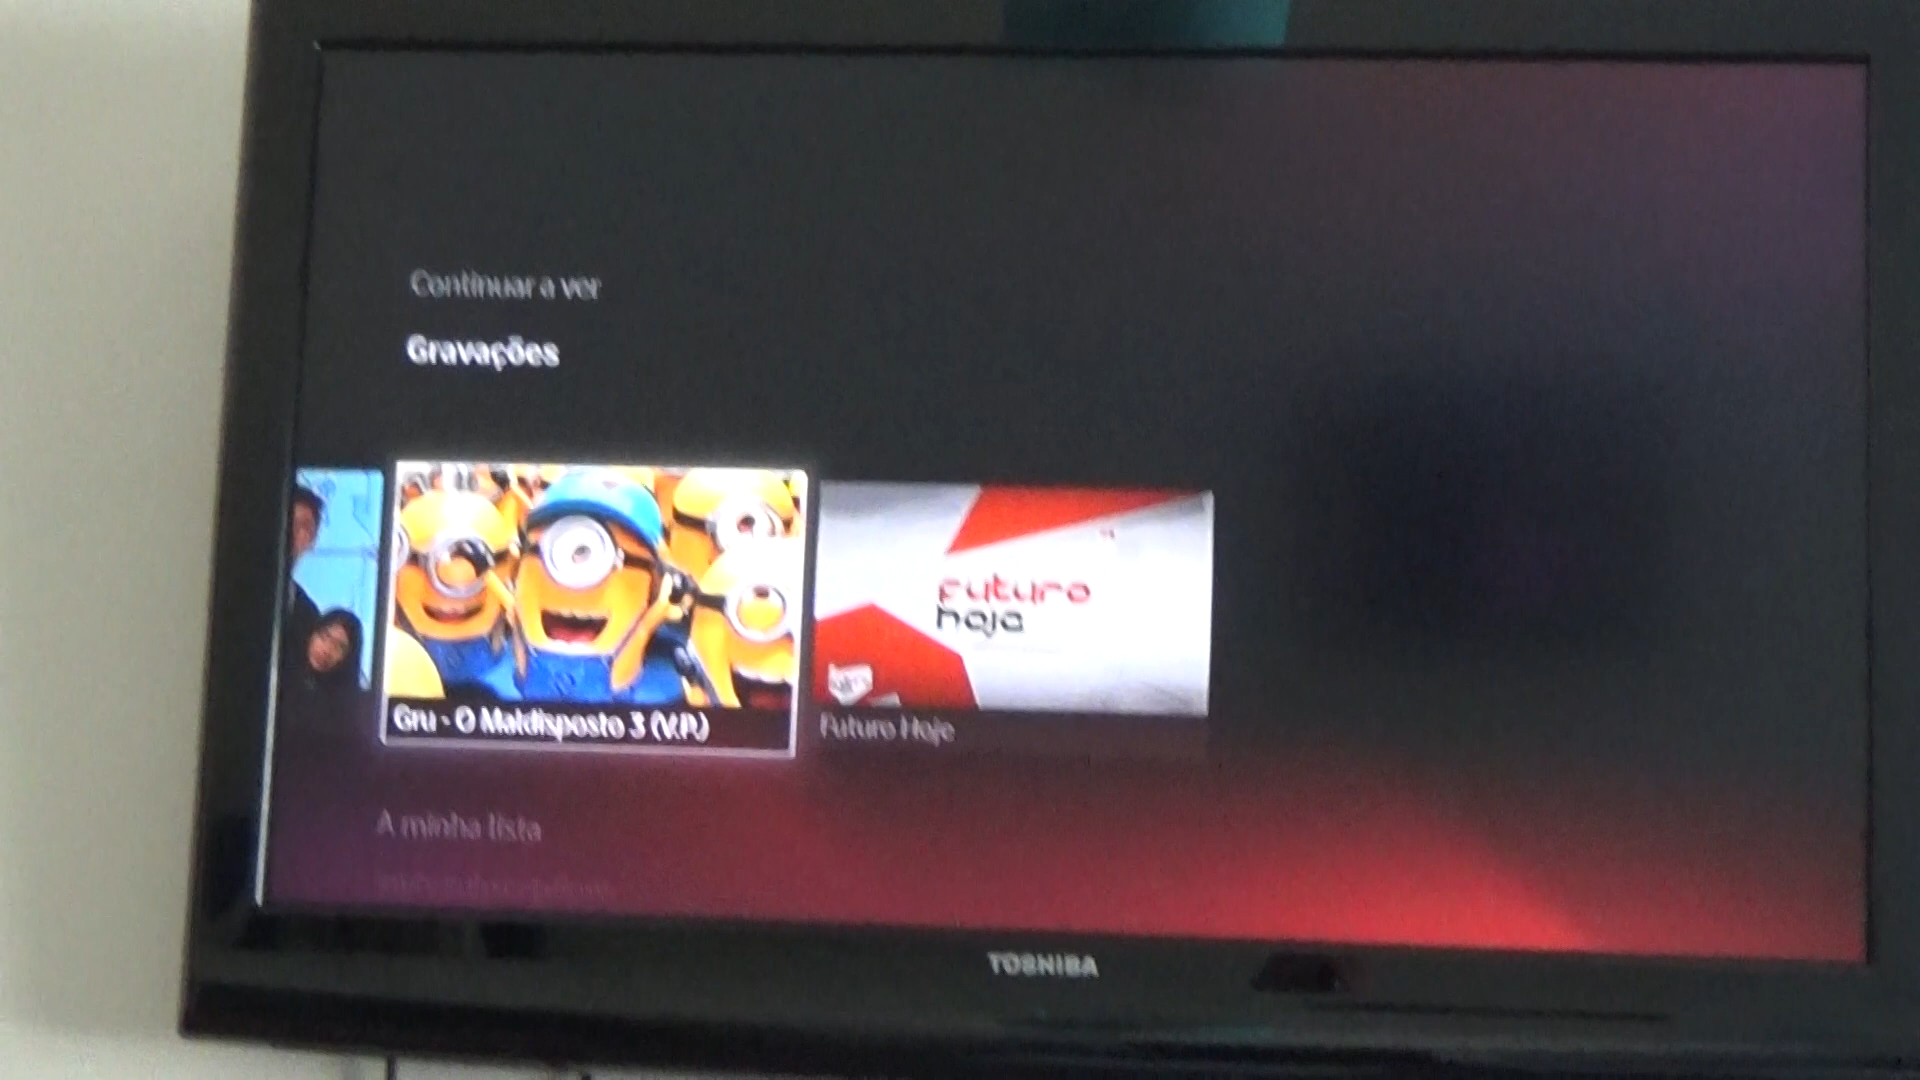 Continuar a ver
Gravações
futuro
hoje
Gru - O Maldisposto 3 (V.P.)
Futuro Hoje
A minha lista
TOSHIBA